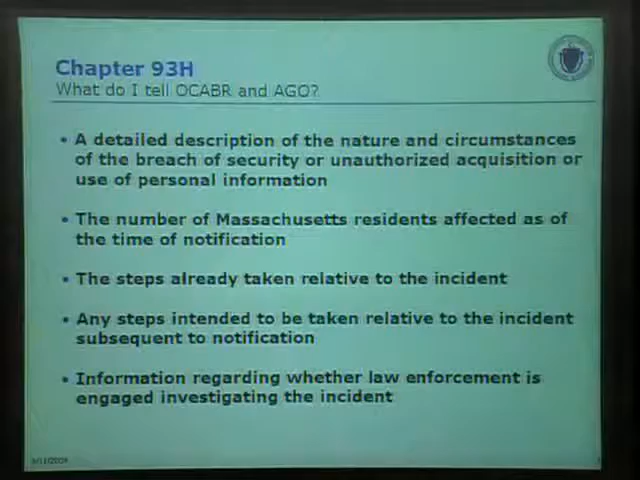 Chapter 93H
What do I tell OCABR and AGO?
• A detailed description of the nature and circumstances
of the breach of security or unauthorized acquisition or
use of personal information
• The number of Massachusetts residents affected as of
the time of notification
• The steps already taken relative to the incident
• Any steps intended to be taken relative to the incident
subsequent to notification
• Information regarding whether law enforcement is
engaged investigating the incident